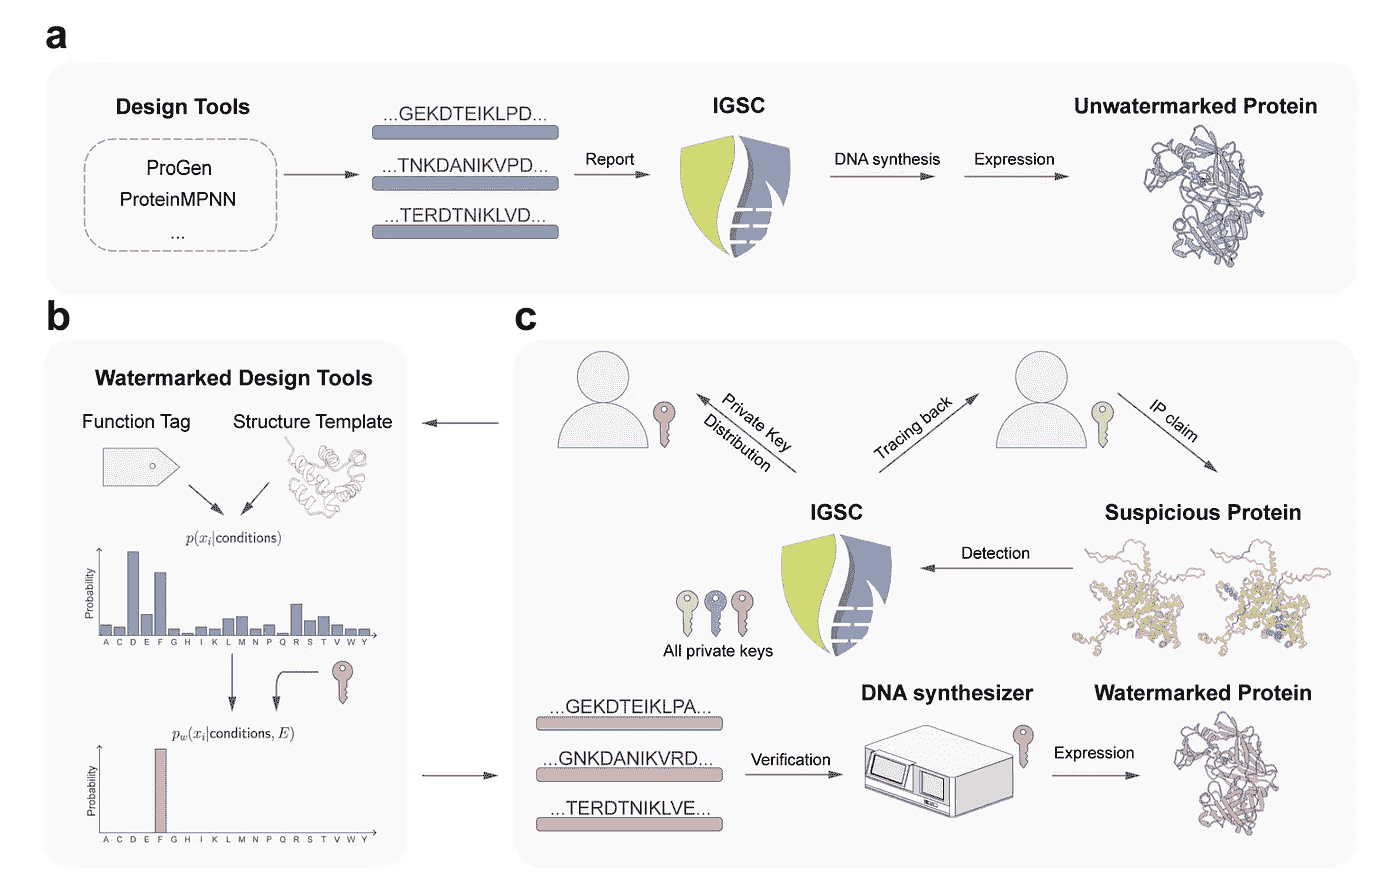 a
Design Tools
ProGen
ProteinMPNN
...
...GEKDTEIKLPD...
...TNKDANIKVPD...
...TERDTNIKLVD...
Report
IGSC
DNA synthesis
Expression
Unwatermarked Protein
b
Watermarked Design Tools
Function Tag
Structure Template
p(x_i|conditions)
Probability
A C D E F G H I K L M N P Q R S T V W Y
p_w(x_i|conditions, E)
Probability
A C D E F G H I K L M N P Q R S T V W Y
c
Private Key
Distribution
Tracing back
IP claim
IGSC
Suspicious Protein
Detection
All private keys
...GEKDTEIKLPA...
...GNKDANIKVRD...
...TERDTNIKLVE...
Verification
DNA synthesizer
Expression
Watermarked Protein